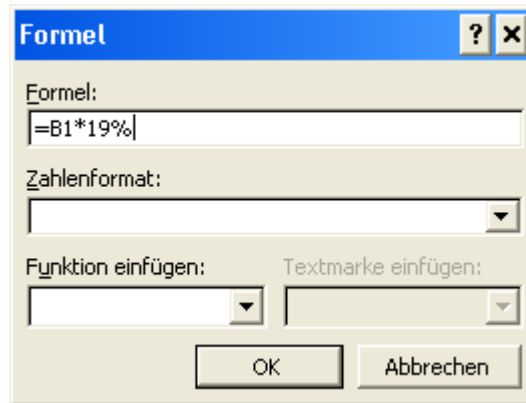 Formel
Formel:
=B1*19%
Zahlenformat:
Funktion einfügen: Textmarke einfügen:
OK Abbrechen